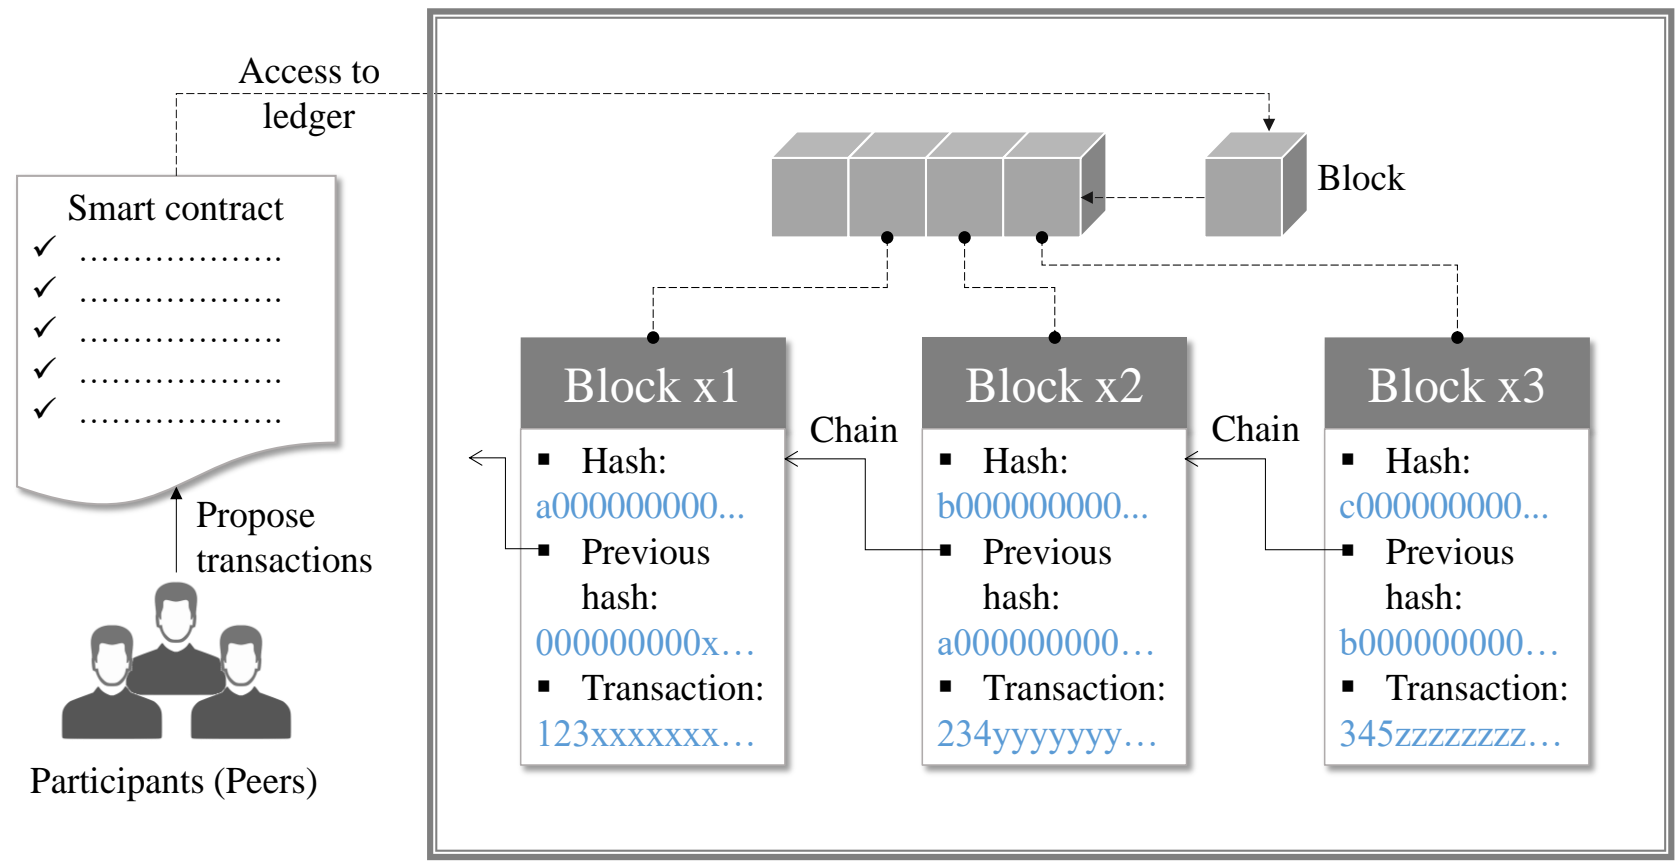 Access to
ledger
Smart contract
✓ ………………….
✓ ………………….
✓ ………………….
✓ ………………….
✓ ………………….
Propose
transactions
Participants (Peers)
Block
Block x1
▪ Hash:
a000000000...
▪ Previous
hash:
000000000x…
▪ Transaction:
123xxxxxxx…
Chain
Block x2
▪ Hash:
b000000000...
▪ Previous
hash:
a000000000…
▪ Transaction:
234yyyyyyy…
Chain
Block x3
▪ Hash:
c000000000...
▪ Previous
hash:
b000000000…
▪ Transaction:
345zzzzzzzz…